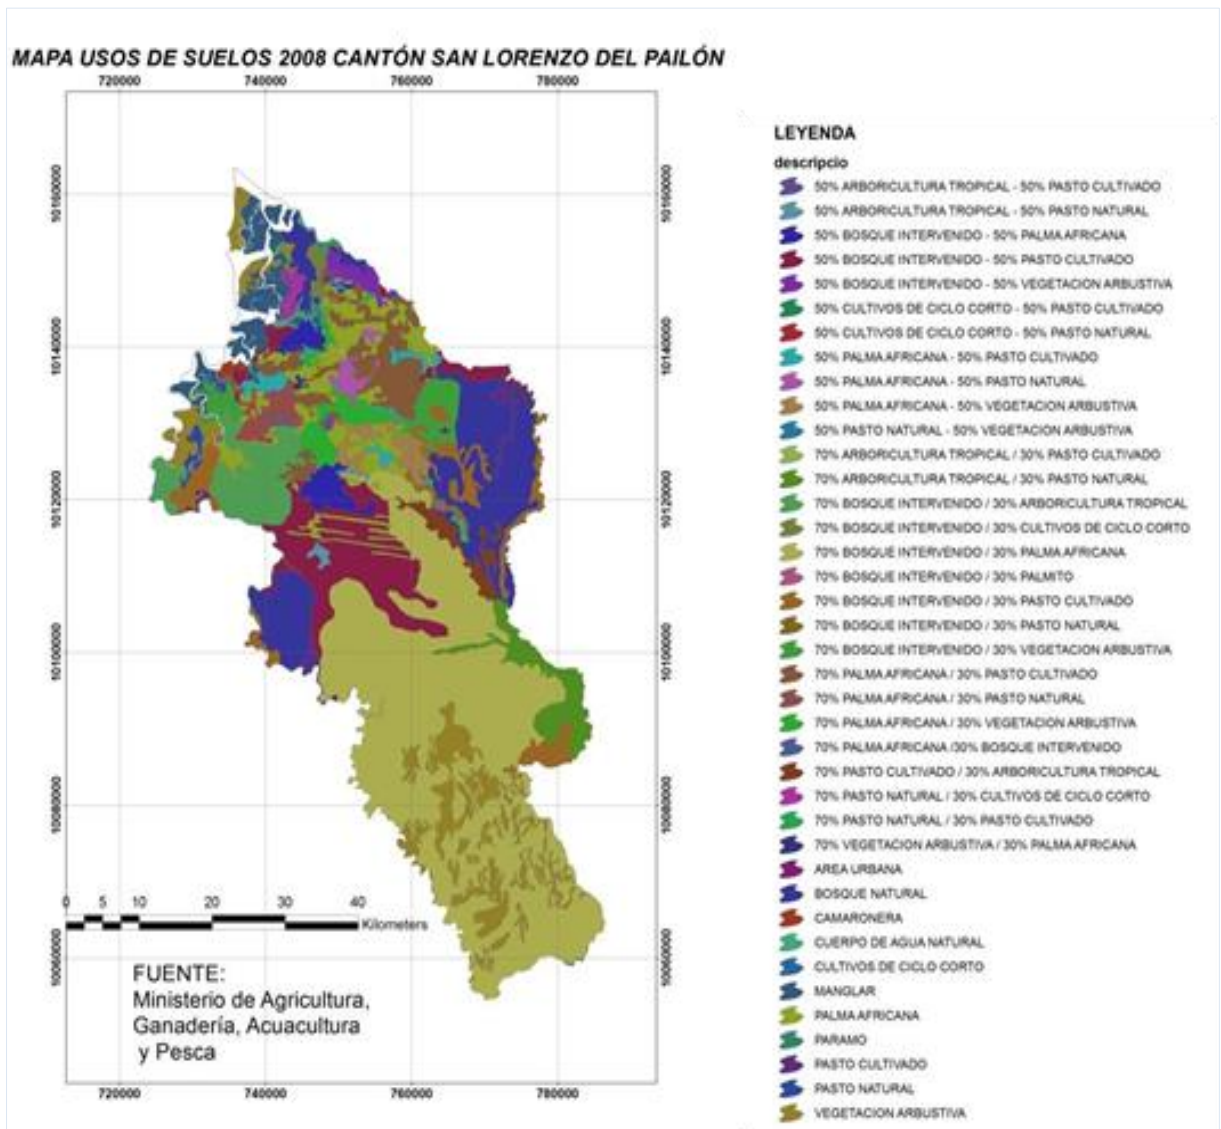 MAPA USOS DE SUELOS 2008 CANTÓN SAN LORENZO DEL PAILÓN
720000 740000 760000 780000
10160000 10160000
10140000 10140000
10120000 10120000
10100000 10100000
10080000 10080000
10060000 10060000
0 5 10 20 30 40
Kilometers
FUENTE:
Ministerio de Agricultura,
Ganadería, Acuacultura
y Pesca
720000 740000 760000 780000
LEYENDA
descripcio
50% ARBORICULTURA TROPICAL - 50% PASTO CULTIVADO
50% ARBORICULTURA TROPICAL - 50% PASTO NATURAL
50% BOSQUE INTERVENIDO - 50% PALMA AFRICANA
50% BOSQUE INTERVENIDO - 50% PASTO CULTIVADO
50% BOSQUE INTERVENIDO - 50% VEGETACION ARBUSTIVA
50% CULTIVOS DE CICLO CORTO - 50% PASTO CULTIVADO
50% CULTIVOS DE CICLO CORTO - 50% PASTO NATURAL
50% PALMA AFRICANA - 50% PASTO CULTIVADO
50% PALMA AFRICANA - 50% PASTO NATURAL
50% PALMA AFRICANA - 50% VEGETACION ARBUSTIVA
50% PASTO NATURAL - 50% VEGETACION ARBUSTIVA
70% ARBORICULTURA TROPICAL / 30% PASTO CULTIVADO
70% ARBORICULTURA TROPICAL / 30% PASTO NATURAL
70% BOSQUE INTERVENIDO / 30% ARBORICULTURA TROPICAL
70% BOSQUE INTERVENIDO / 30% CULTIVOS DE CICLO CORTO
70% BOSQUE INTERVENIDO / 30% PALMA AFRICANA
70% BOSQUE INTERVENIDO / 30% PALMITO
70% BOSQUE INTERVENIDO / 30% PASTO CULTIVADO
70% BOSQUE INTERVENIDO / 30% PASTO NATURAL
70% BOSQUE INTERVENIDO / 30% VEGETACION ARBUSTIVA
70% PALMA AFRICANA / 30% PASTO CULTIVADO
70% PALMA AFRICANA / 30% PASTO NATURAL
70% PALMA AFRICANA / 30% VEGETACION ARBUSTIVA
70% PALMA AFRICANA /30% BOSQUE INTERVENIDO
70% PASTO CULTIVADO / 30% ARBORICULTURA TROPICAL
70% PASTO NATURAL / 30% CULTIVOS DE CICLO CORTO
70% PASTO NATURAL / 30% PASTO CULTIVADO
70% VEGETACION ARBUSTIVA / 30% PALMA AFRICANA
AREA URBANA
BOSQUE NATURAL
CAMARONERA
CUERPO DE AGUA NATURAL
CULTIVOS DE CICLO CORTO
MANGLAR
PALMA AFRICANA
PARAMO
PASTO CULTIVADO
PASTO NATURAL
VEGETACION ARBUSTIVA